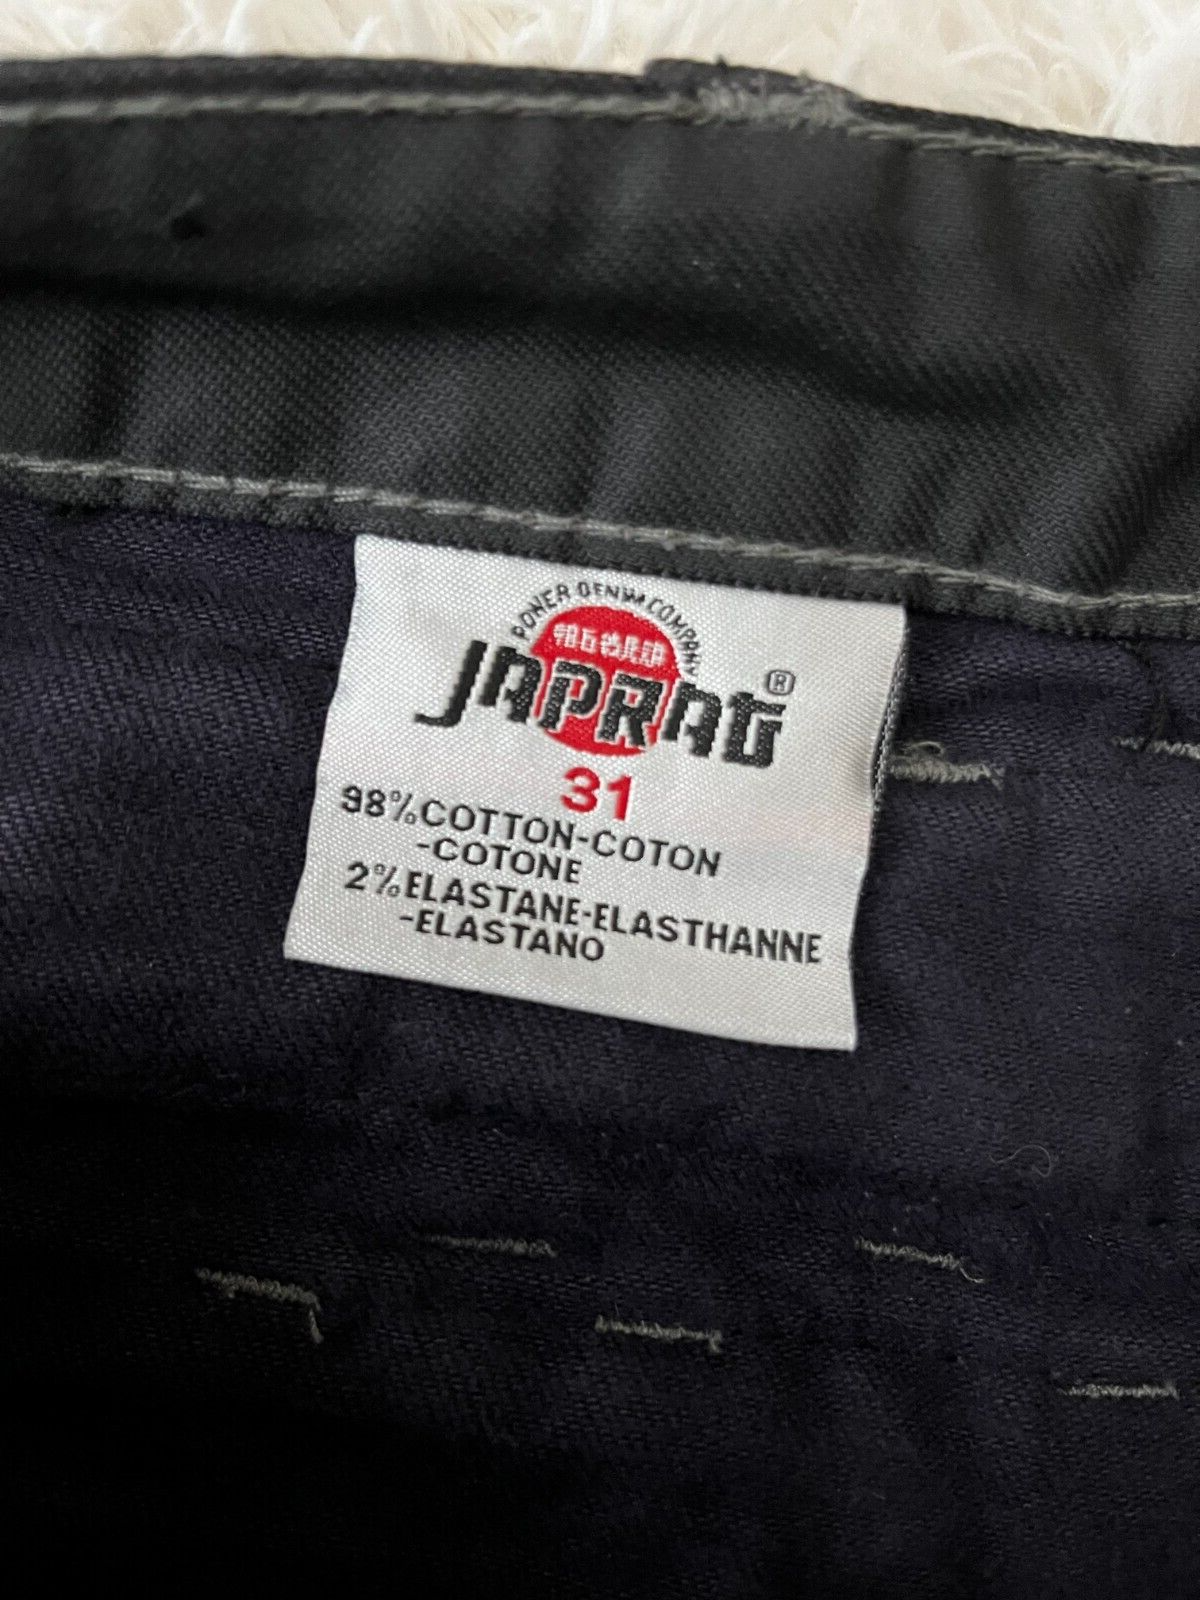 POWER DENIM COMPANY
JAPRAG ®
31
98%COTTON-COTON
-COTONE
2%ELASTANE-ELASTHANNE
-ELASTANO